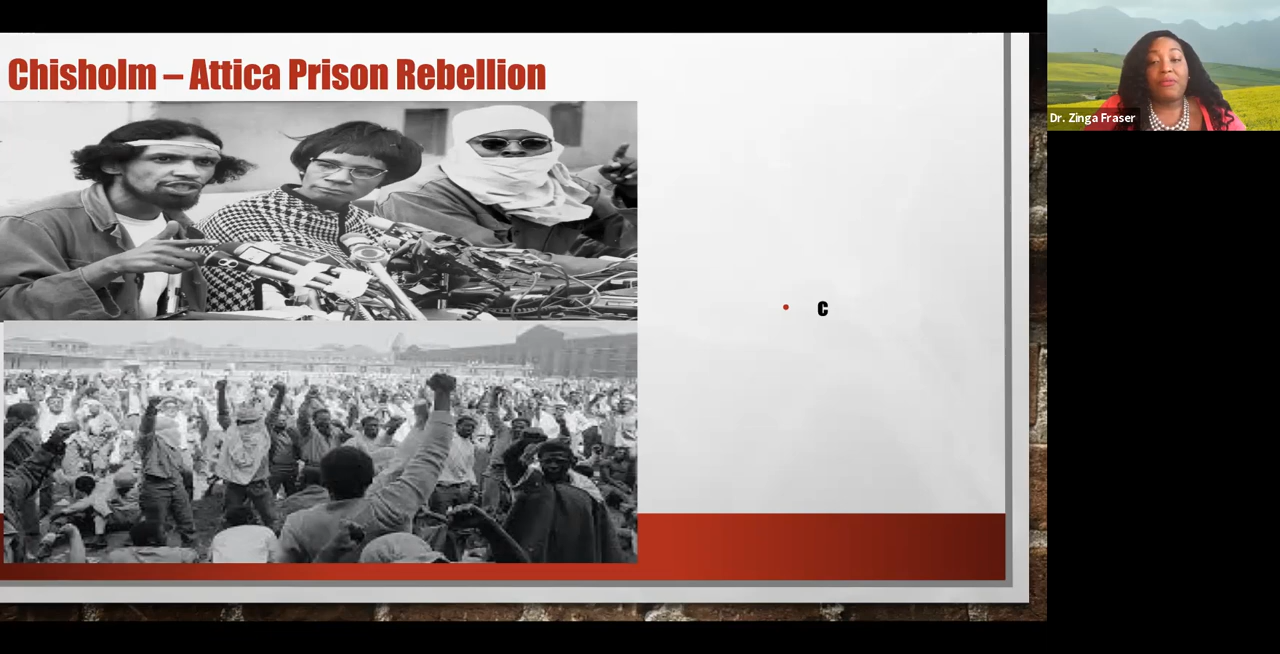 Chisholm – Attica Prison Rebellion
• C
Dr. Zinga Fraser